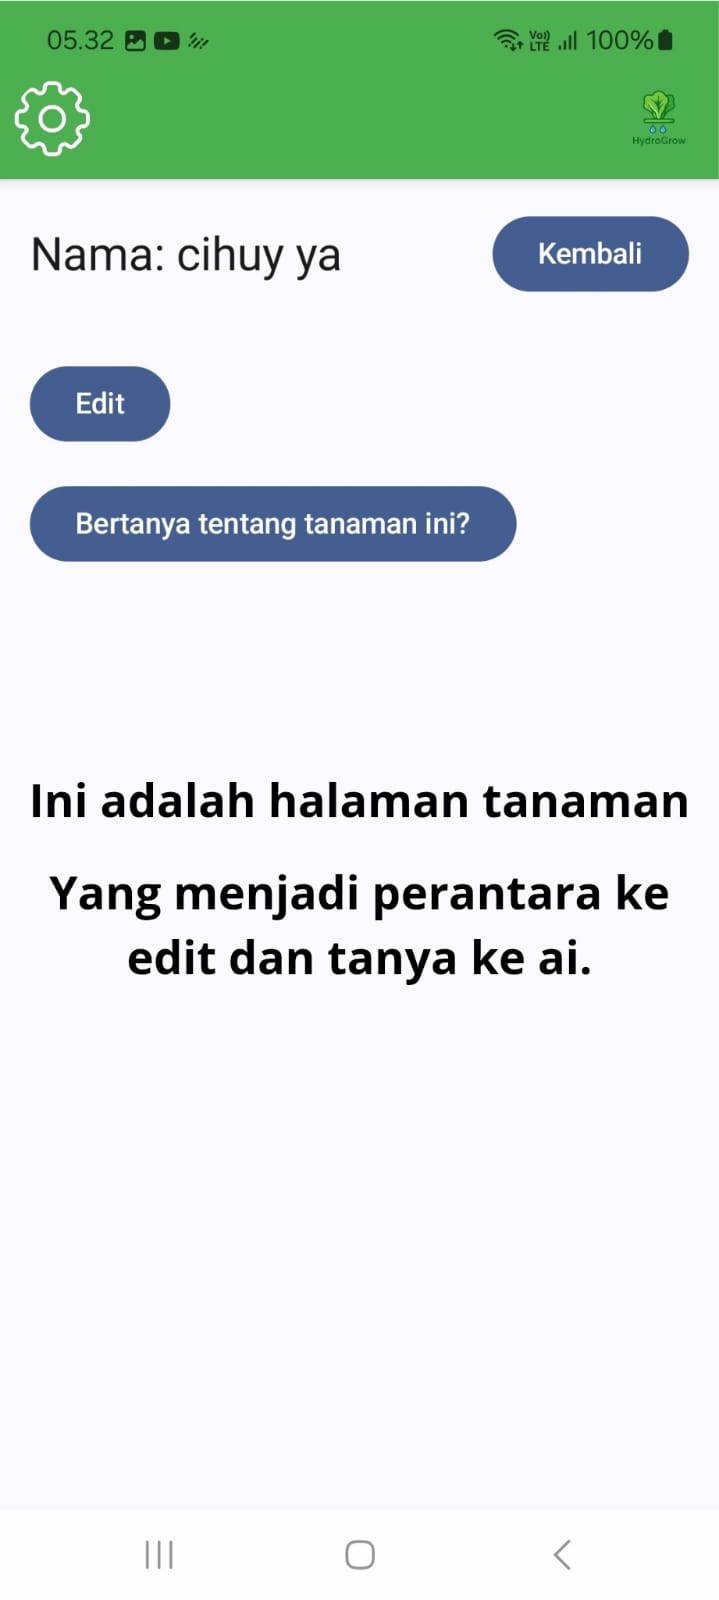 05.32 Vo)) LTE 100%
HydroGrow
Nama: cihuy ya
Kembali
Edit
Bertanya tentang tanaman ini?
Ini adalah halaman tanaman
Yang menjadi perantara ke
edit dan tanya ke ai.